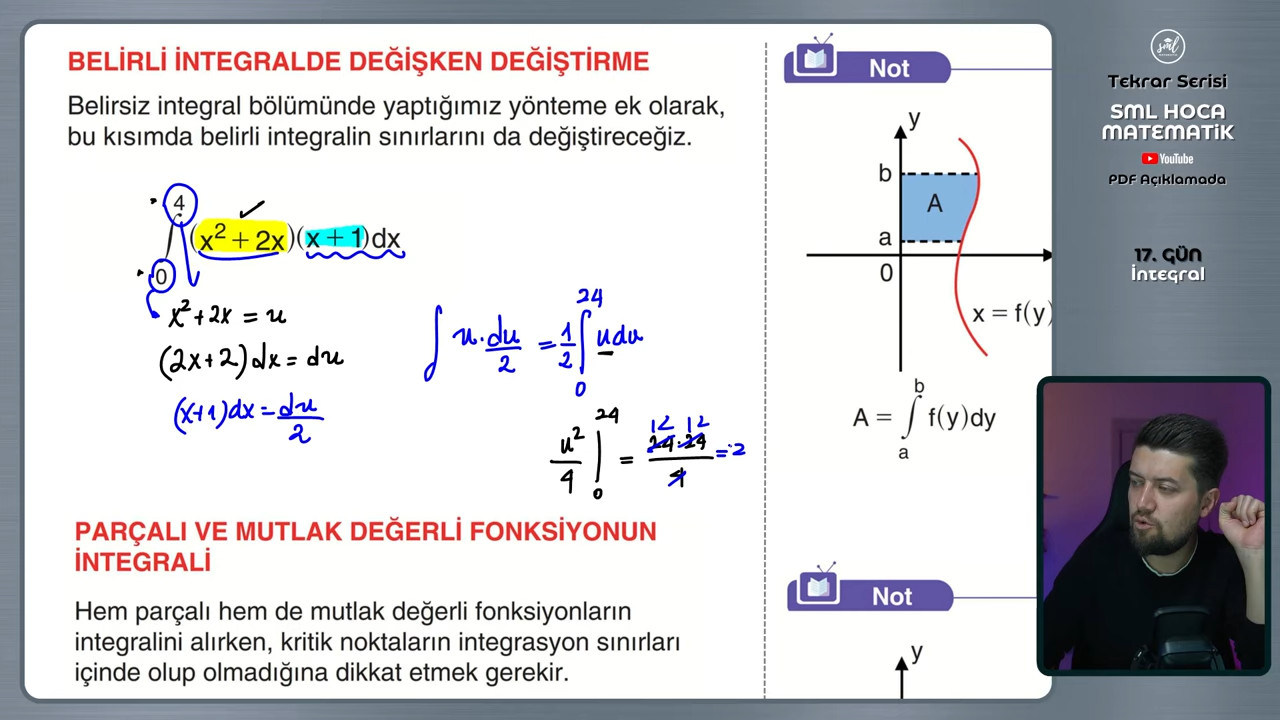 BELİRLİ İNTEGRALDE DEĞİŞKEN DEĞİŞTİRME
Belirsiz integral bölümünde yaptığımız yönteme ek olarak,
bu kısımda belirli integralin sınırlarını da değiştireceğiz.
4
∫ (x² + 2x)(x + 1)dx
0
x² + 2x = u
(2x + 2)dx = du
(x+1)dx = du/2
∫ u · du/2 = 1/2 ∫ u du
24
0
u²/4 | = 24·24/4 =
24
0
12 12
2
PARÇALI VE MUTLAK DEĞERLİ FONKSİYONUN
İNTEGRALİ
Hem parçalı hem de mutlak değerli fonksiyonların
integralini alırken, kritik noktaların integrasyon sınırları
içinde olup olmadığına dikkat etmek gerekir.
Not
y
b
A
a
0
x = f(y)
b
A = ∫ f(y)dy
a
Not
y
sml
Tekrar Serisi
SML HOCA
MATEMATİK
YouTube
PDF Açıklamada
17. GÜN
İntegral